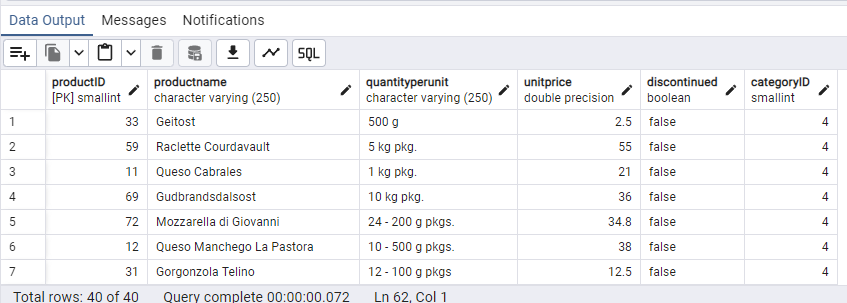 Data Output Messages Notifications
SQL
productID productname quantityperunit unitprice discontinued categoryID
[PK] smallint character varying (250) character varying (250) double precision boolean smallint
1 33 Geitost 500 g 2.5 false 4
2 59 Raclette Courdavault 5 kg pkg. 55 false 4
3 11 Queso Cabrales 1 kg pkg. 21 false 4
4 69 Gudbrandsdalsost 10 kg pkg. 36 false 4
5 72 Mozzarella di Giovanni 24 - 200 g pkgs. 34.8 false 4
6 12 Queso Manchego La Pastora 10 - 500 g pkgs. 38 false 4
7 31 Gorgonzola Telino 12 - 100 g pkgs 12.5 false 4
Total rows: 40 of 40 Query complete 00:00:00.072 Ln 62, Col 1